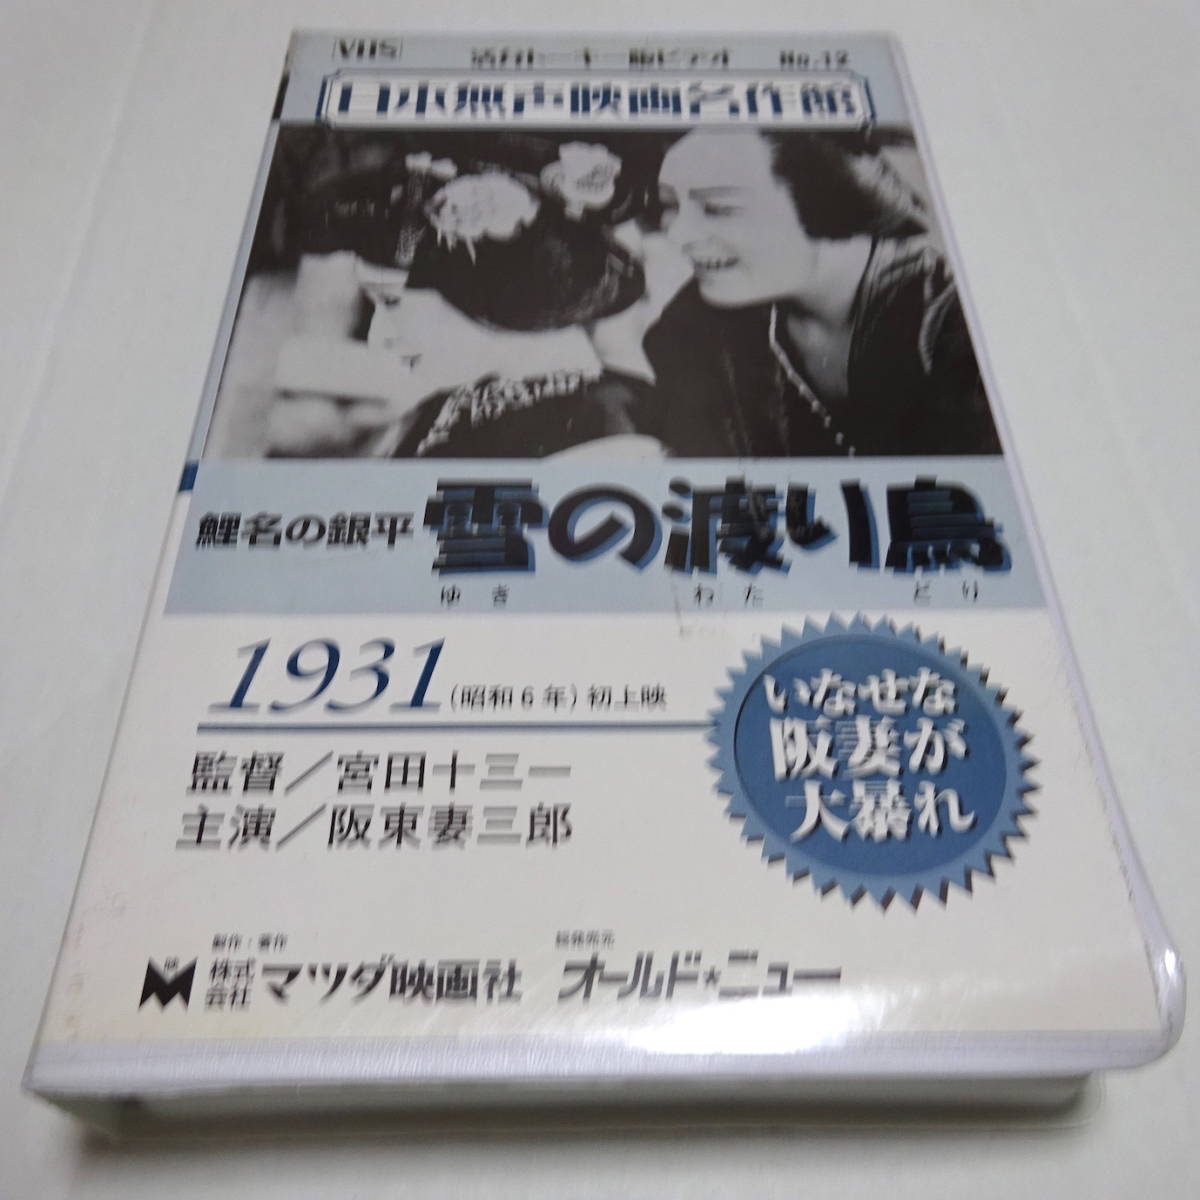 VHS 活弁トーキー版ビデオ No.12
日本無声映画名作館
鯉名の銀平 雪の渡り鳥
ゆき わた どり
1931 (昭和6年) 初上映
監督／宮田十三一
主演／阪東妻三郎
いなせな
阪妻が
大暴れ
製作・著作
株式会社 マツダ映画社
総発売元
オールド★ニュー